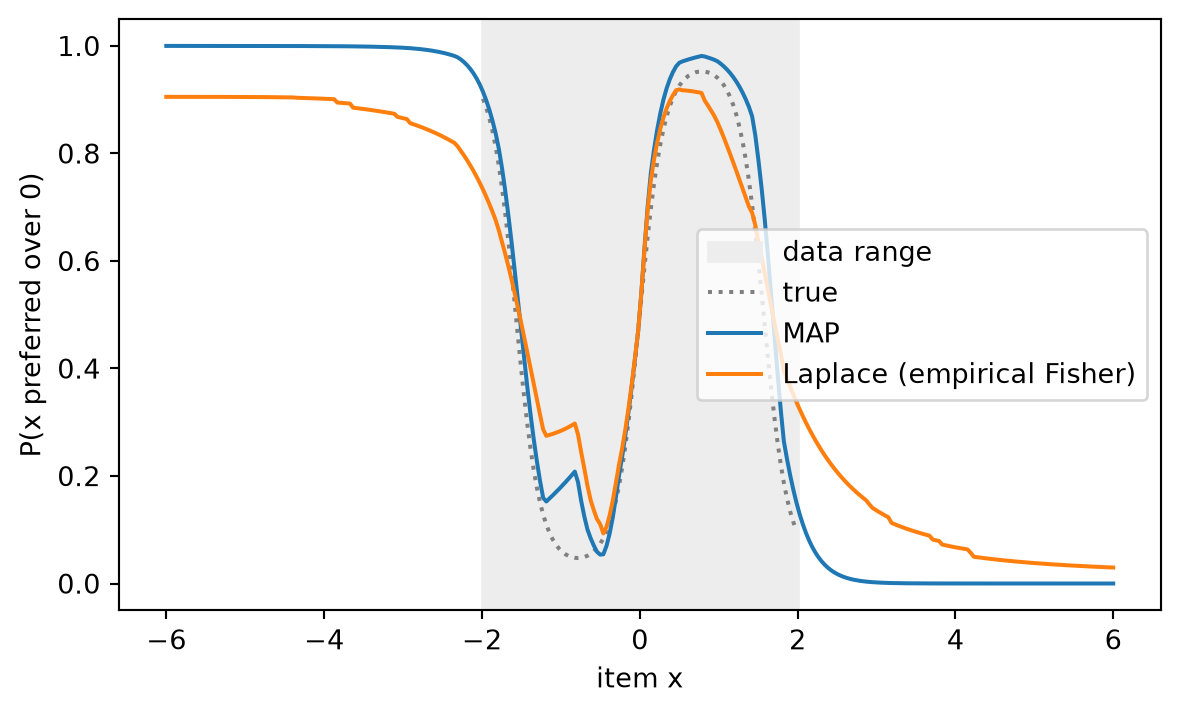 1.0
0.8
0.6
0.4
0.2
0.0
P(x preferred over 0)
data range
true
MAP
Laplace (empirical Fisher)
−6 −4 −2 0 2 4 6
item x